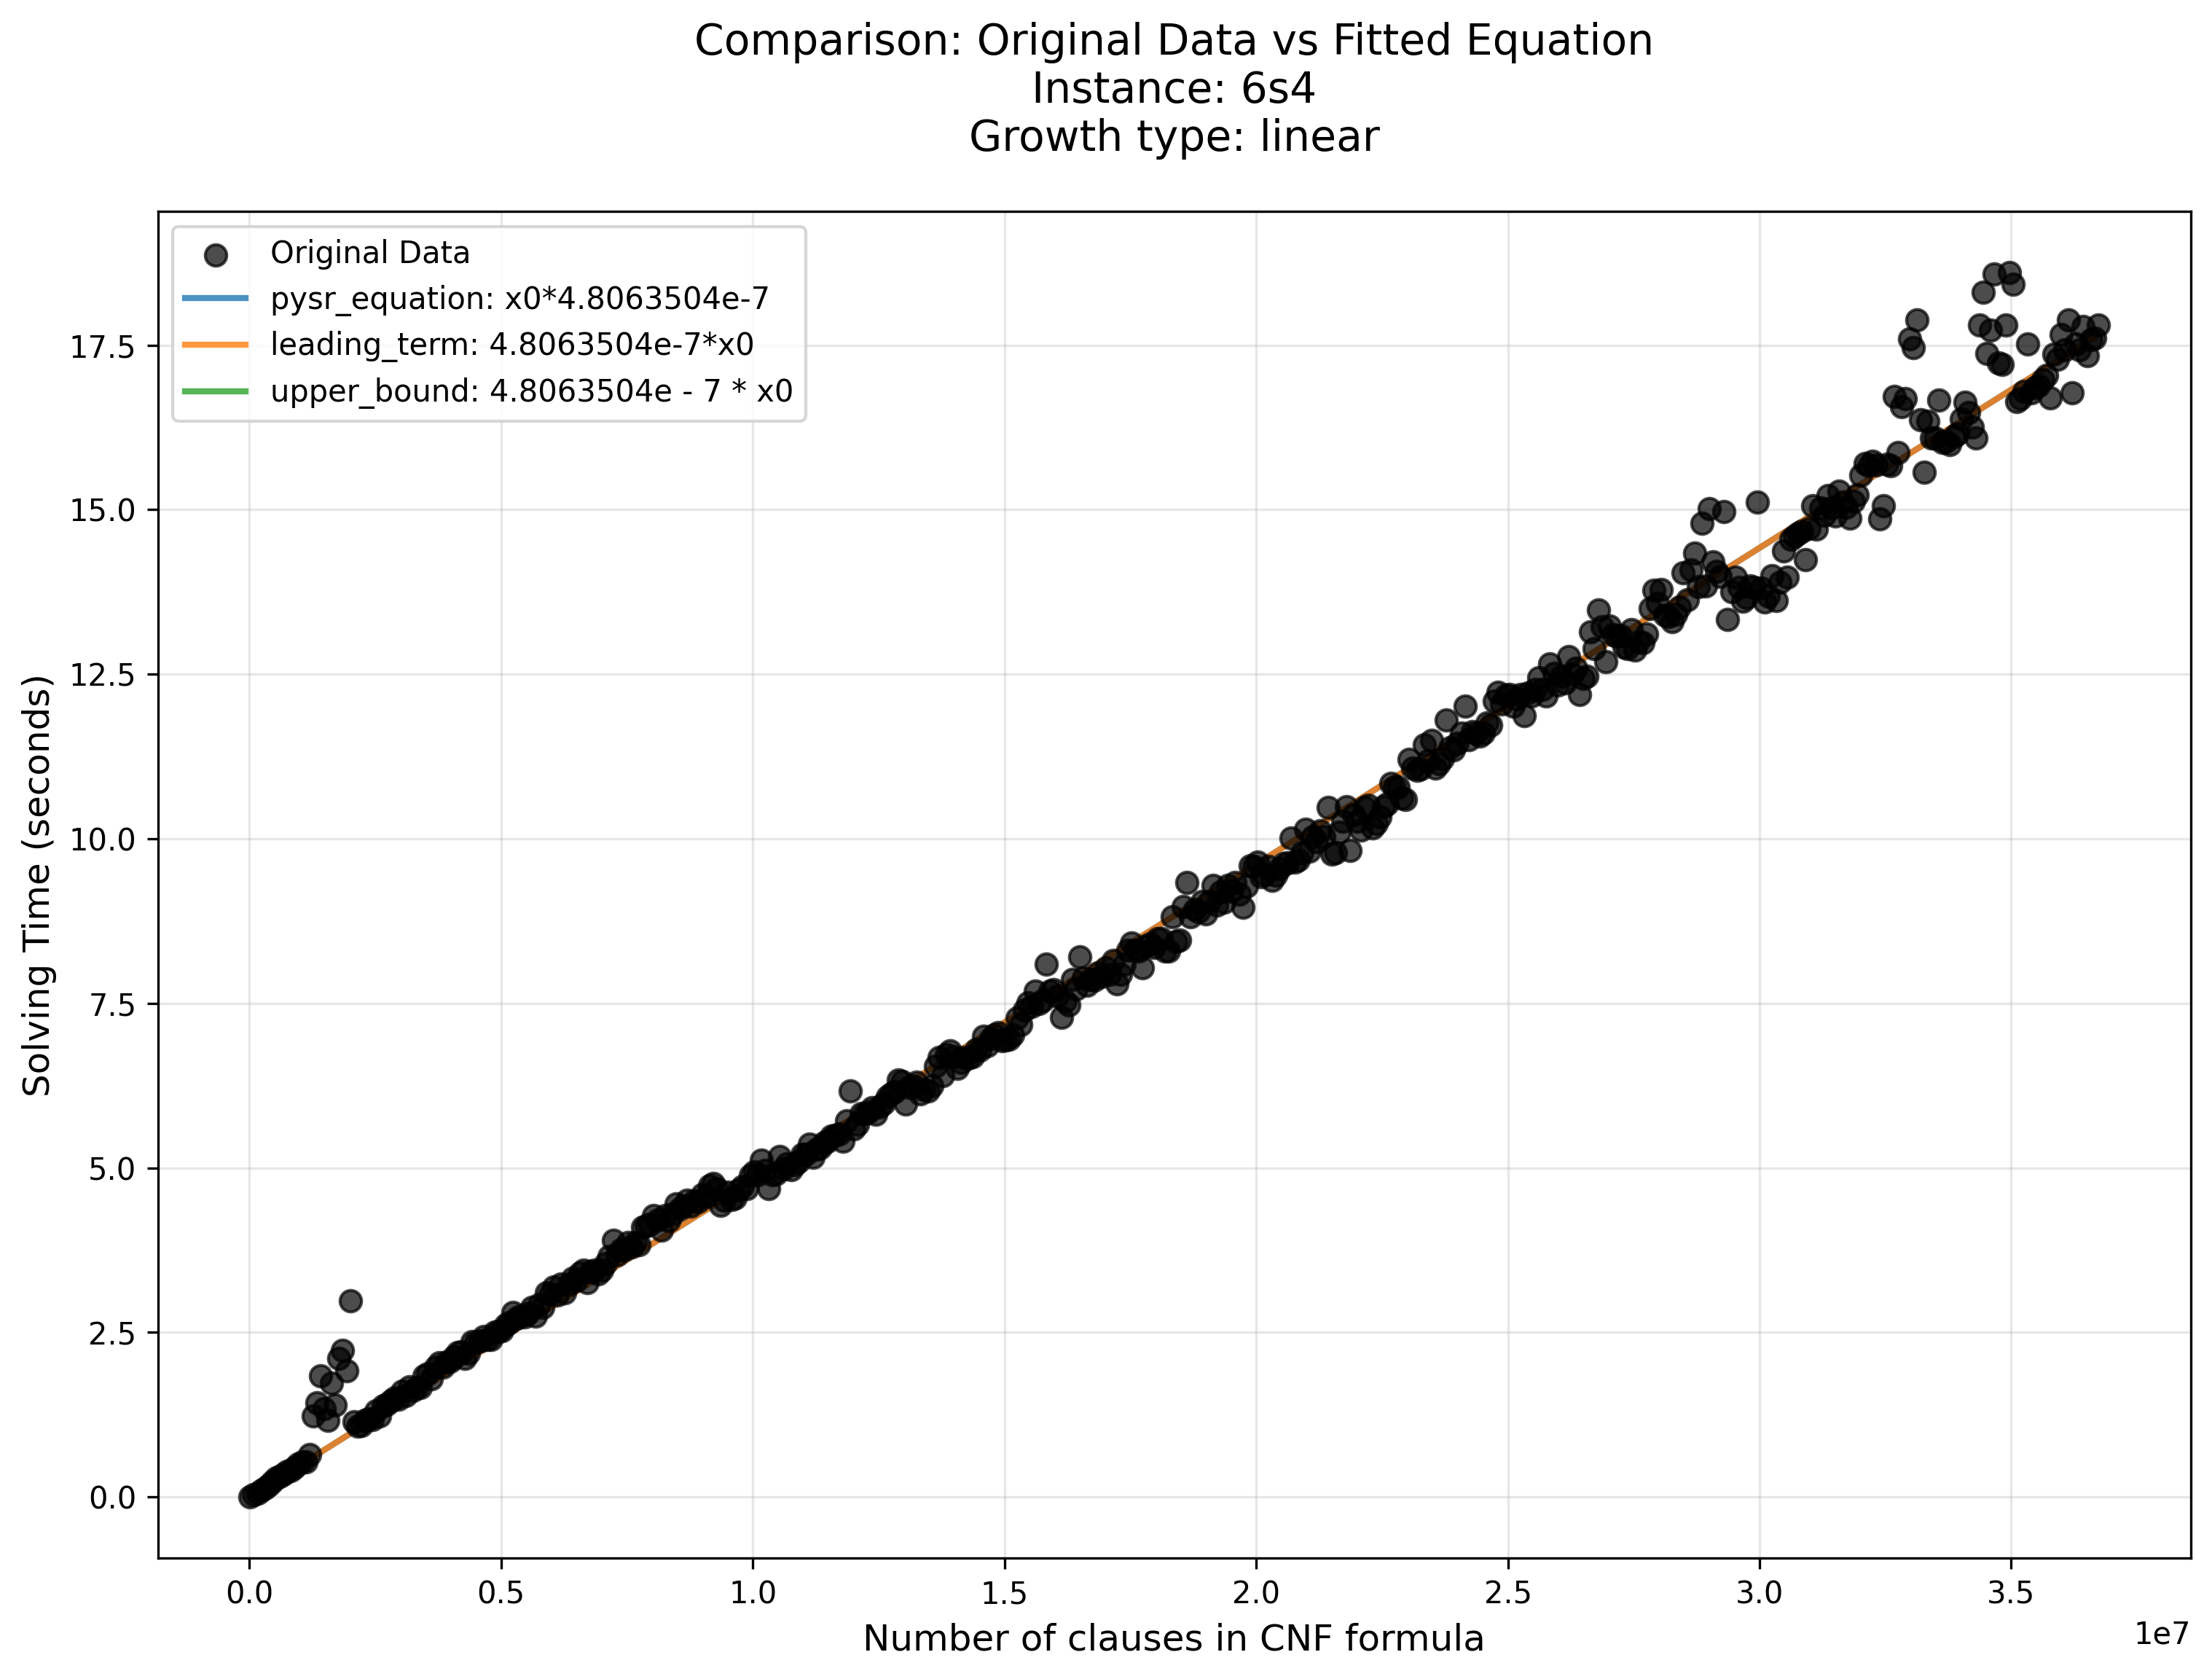 Comparison: Original Data vs Fitted Equation
Instance: 6s4
Growth type: linear
Original Data
pysr_equation: x0*4.8063504e-7
leading_term: 4.8063504e-7*x0
upper_bound: 4.8063504e - 7 * x0
17.5
15.0
12.5
10.0
7.5
5.0
2.5
0.0
Solving Time (seconds)
0.0 0.5 1.0 1.5 2.0 2.5 3.0 3.5
1e7
Number of clauses in CNF formula